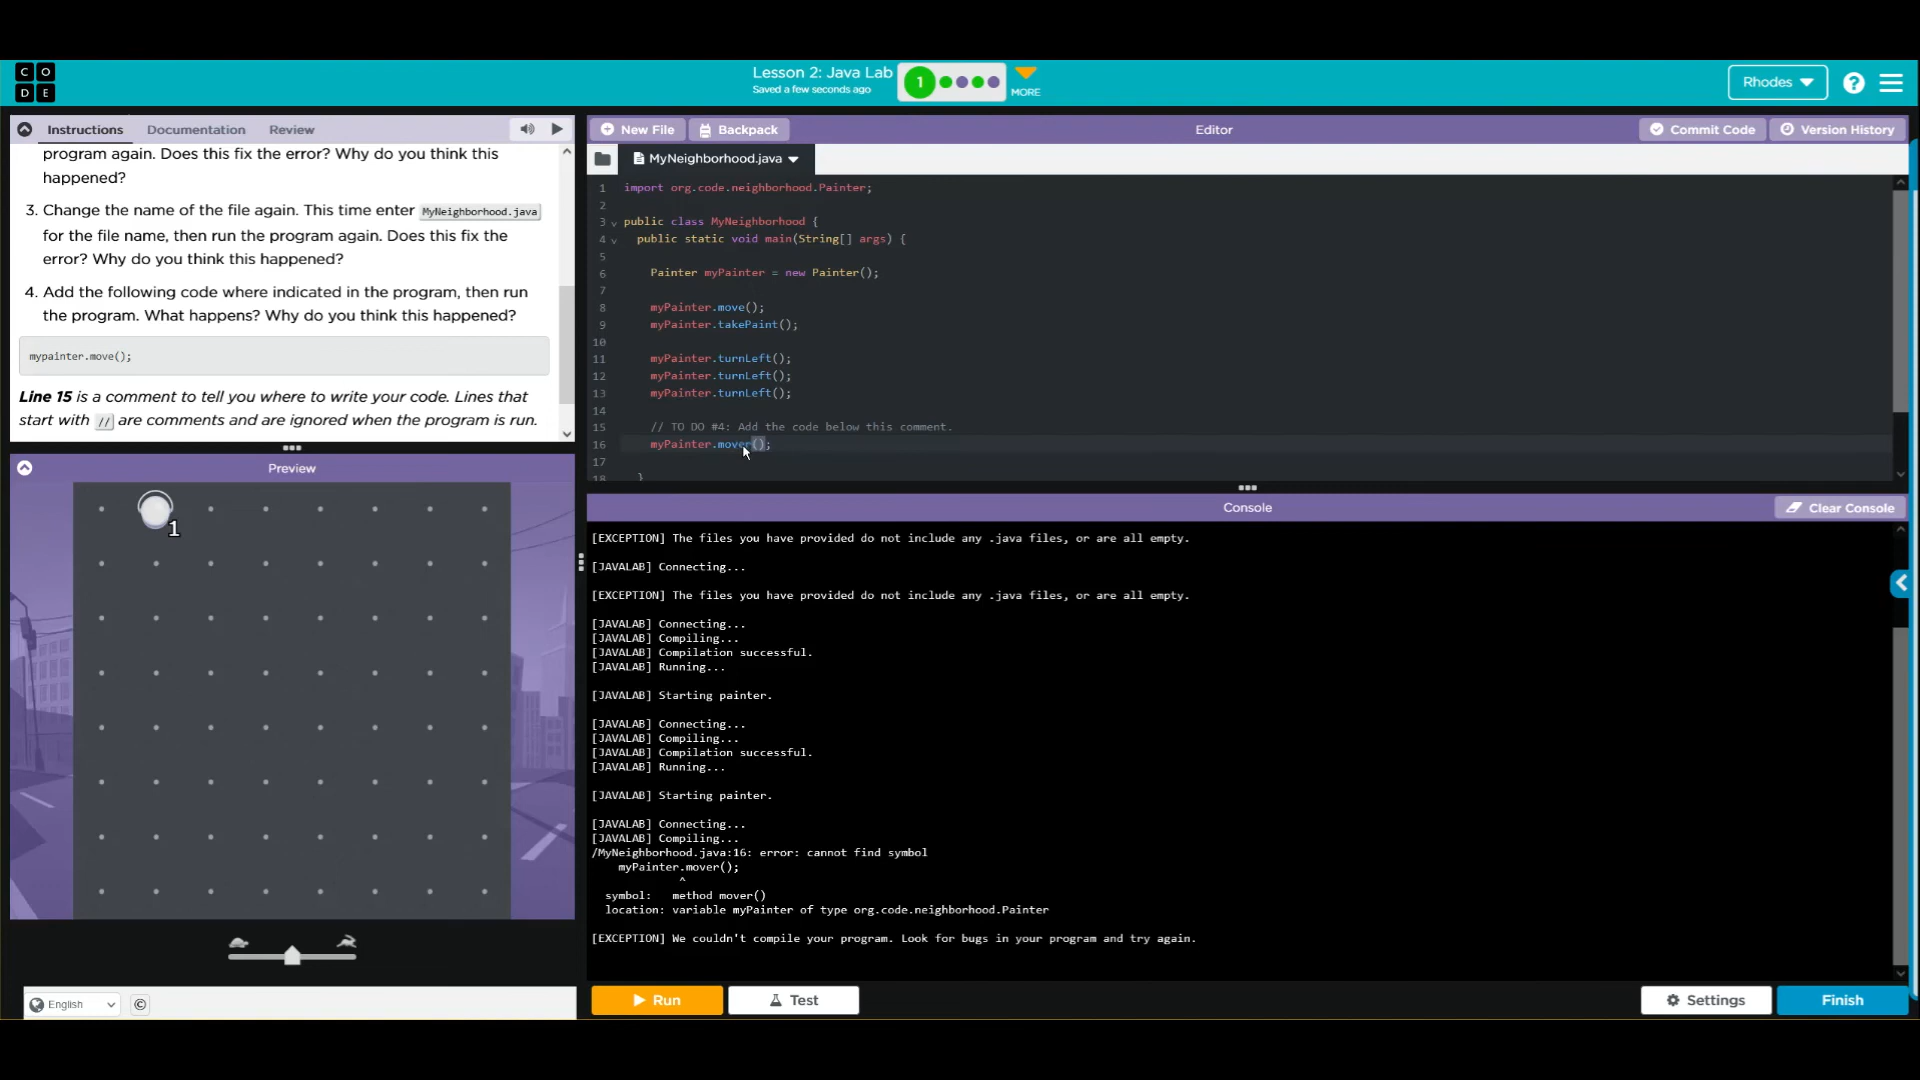 C O
D E
Lesson 2: Java Lab
Saved a few seconds ago
1
MORE
Rhodes
?
Instructions
Documentation
Review
program again. Does this fix the error? Why do you think this
happened?
3. Change the name of the file again. This time enter MyNeighborhood.java
for the file name, then run the program again. Does this fix the
error? Why do you think this happened?
4. Add the following code where indicated in the program, then run
the program. What happens? Why do you think this happened?
mypainter.move();
Line 15 is a comment to tell you where to write your code. Lines that
start with // are comments and are ignored when the program is run.
Preview
1
English
©
New File
Backpack
Editor
Commit Code
Version History
MyNeighborhood.java
1 import org.code.neighborhood.Painter;
2
3 public class MyNeighborhood {
4 public static void main(String[] args) {
5
6 Painter myPainter = new Painter();
7
8 myPainter.move();
9 myPainter.takePaint();
10
11 myPainter.turnLeft();
12 myPainter.turnLeft();
13 myPainter.turnLeft();
14
15 // TO DO #4: Add the code below this comment.
16 myPainter.mover();
17
18 }
Console
Clear Console
[EXCEPTION] The files you have provided do not include any .java files, or are all empty.
[JAVALAB] Connecting...
[EXCEPTION] The files you have provided do not include any .java files, or are all empty.
[JAVALAB] Connecting...
[JAVALAB] Compiling...
[JAVALAB] Compilation successful.
[JAVALAB] Running...
[JAVALAB] Starting painter.
[JAVALAB] Connecting...
[JAVALAB] Compiling...
[JAVALAB] Compilation successful.
[JAVALAB] Running...
[JAVALAB] Starting painter.
[JAVALAB] Connecting...
[JAVALAB] Compiling...
/MyNeighborhood.java:16: error: cannot find symbol
myPainter.mover();
^
symbol: method mover()
location: variable myPainter of type org.code.neighborhood.Painter
[EXCEPTION] We couldn't compile your program. Look for bugs in your program and try again.
Run
Test
Settings
Finish